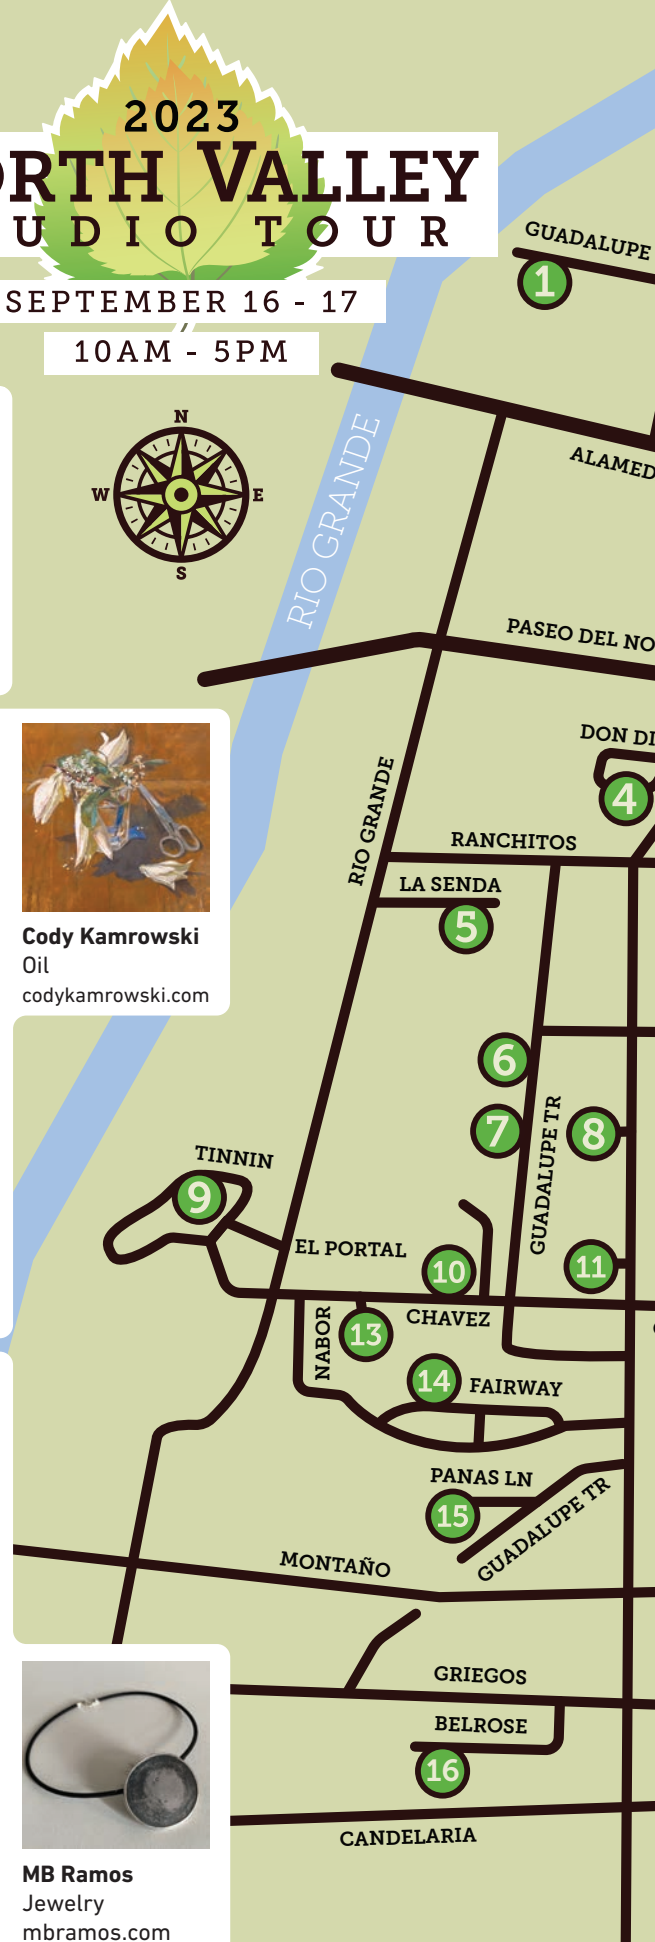 2023
ORTH VALLEY
UDIO TOUR
SEPTEMBER 16 - 17
10AM - 5PM
GUADALUPE
1
N
W
E
S
RIO GRANDE
ALAMED
PASEO DEL NO
DON DI
4
RIO GRANDE
RANCHITOS
LA SENDA
5
Cody Kamrowski
Oil
codykamrowski.com
6
7
GUADALUPE TR
8
TINNIN
9
EL PORTAL
10
11
CHAVEZ
NABOR
13
14
FAIRWAY
PANAS LN
15
GUADALUPE TR
MONTAÑO
GRIEGOS
BELROSE
16
CANDELARIA
MB Ramos
Jewelry
mbramos.com